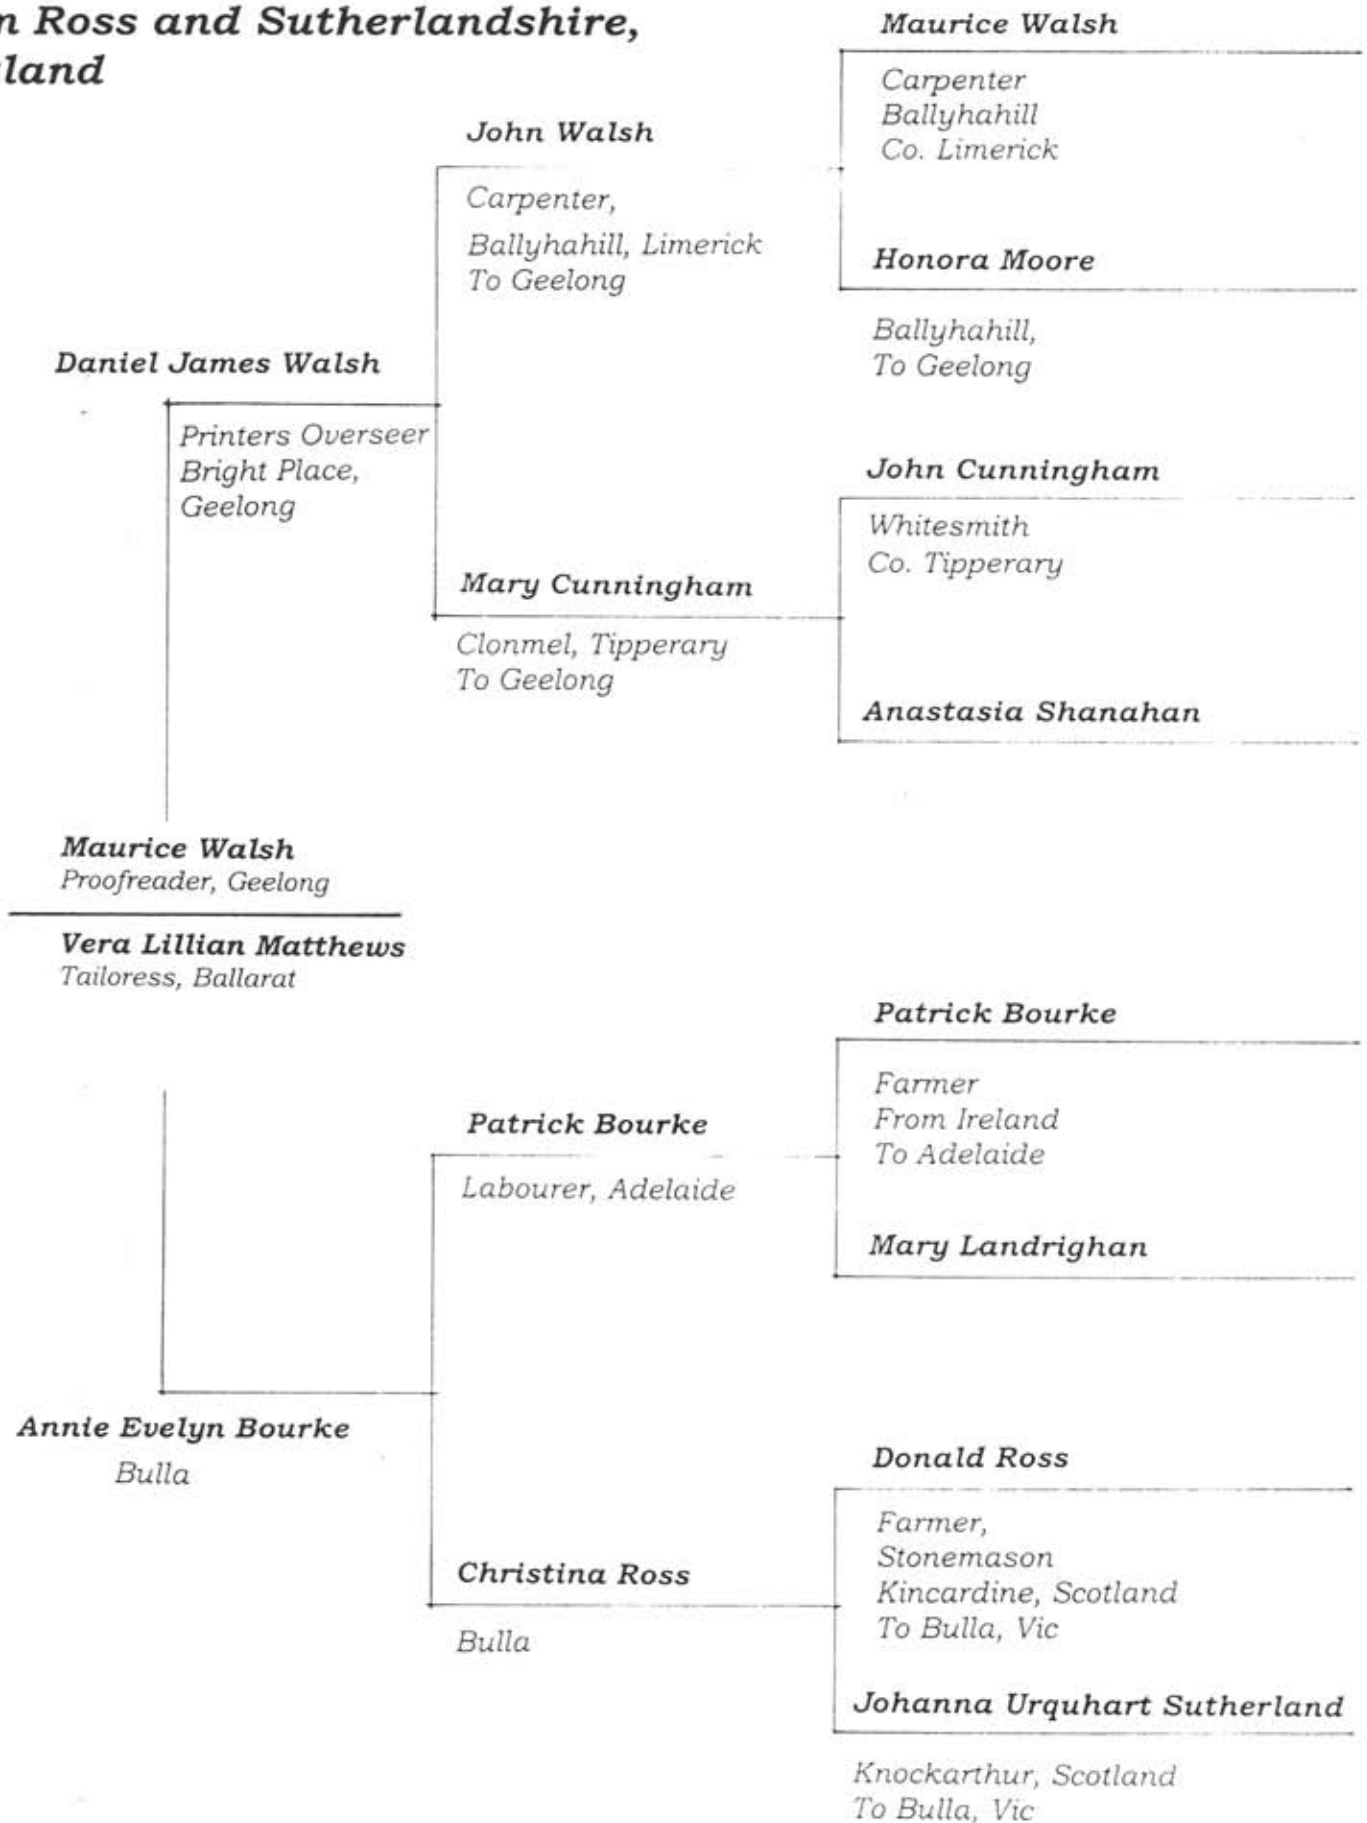 Ross and Sutherlandshire,
Maurice Walsh
Carpenter
Ballyhahill
Co. Limerick
John Walsh
Carpenter,
Ballyhahill, Limerick
To Geelong
Honora Moore
Ballyhahill,
To Geelong
Daniel James Walsh
Printers Overseer
Bright Place,
Geelong
John Cunningham
Whitesmith
Co. Tipperary
Mary Cunningham
Clonmel, Tipperary
To Geelong
Anastasia Shanahan
Maurice Walsh
Proofreader, Geelong
Vera Lillian Matthews
Tailoress, Ballarat
Patrick Bourke
Farmer
From Ireland
To Adelaide
Patrick Bourke
Labourer, Adelaide
Mary Landrighan
Annie Evelyn Bourke
Bulla
Donald Ross
Farmer,
Stonemason
Kincardine, Scotland
To Bulla, Vic
Christina Ross
Bulla
Johanna Urquhart Sutherland
Knockarthur, Scotland
To Bulla, Vic